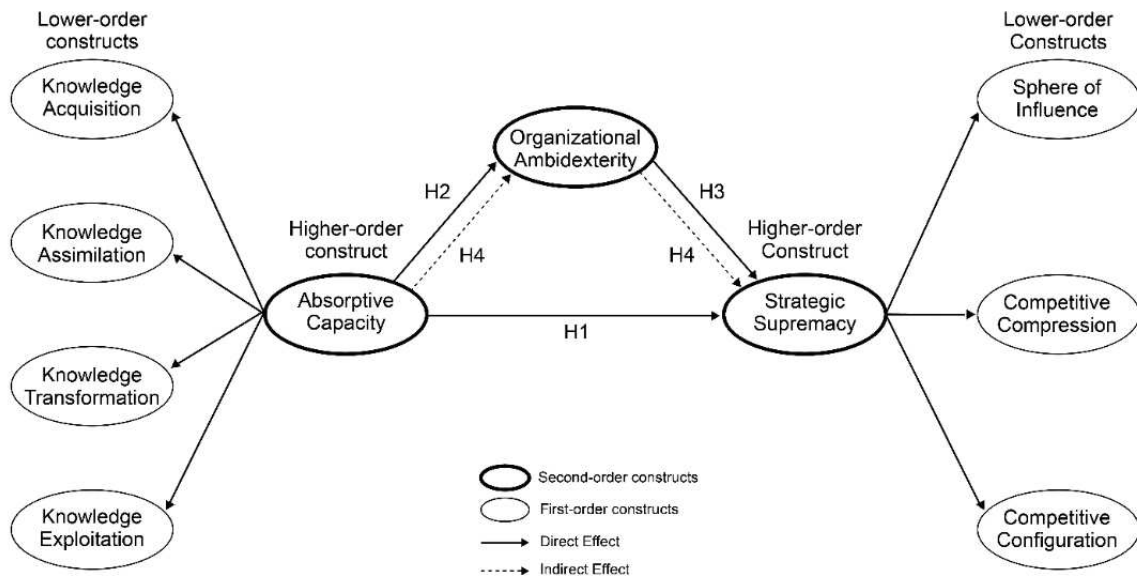 Lower-order
constructs
Knowledge
Acquisition
Knowledge
Assimilation
Knowledge
Transformation
Knowledge
Exploitation
Higher-order
construct
Absorptive
Capacity
H2
H4
Organizational
Ambidexterity
H3
H4
H1
Higher-order
Construct
Strategic
Supremacy
Lower-order
Constructs
Sphere of
Influence
Competitive
Compression
Competitive
Configuration
Second-order constructs
First-order constructs
Direct Effect
Indirect Effect